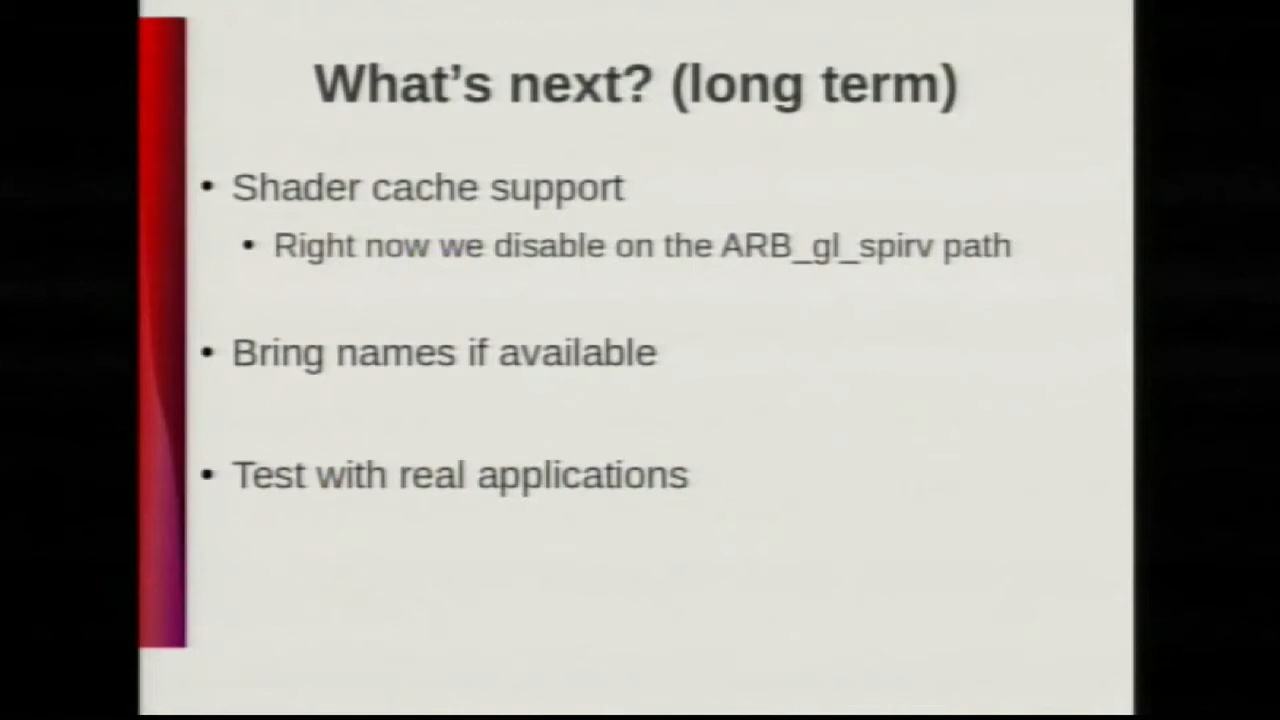 What’s next? (long term)
• Shader cache support
• Right now we disable on the ARB_gl_spirv path
• Bring names if available
• Test with real applications